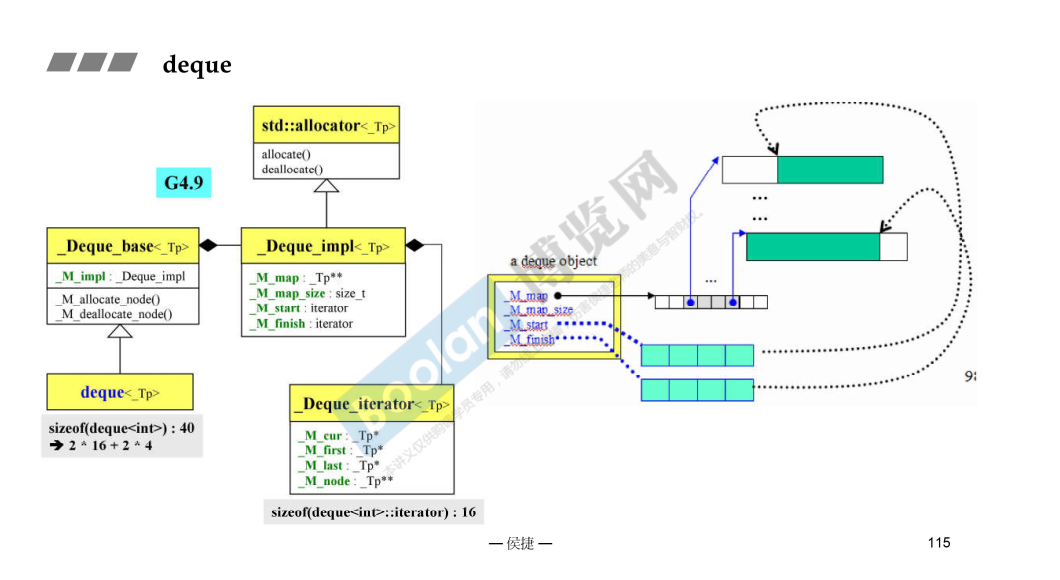 deque
std::allocator<_Tp>
allocate()
deallocate()
G4.9
_Deque_base<_Tp>
_M_impl : _Deque_impl
_M_allocate_node()
_M_deallocate_node()
_Deque_impl<_Tp>
_M_map : _Tp**
_M_map_size : size_t
_M_start : iterator
_M_finish : iterator
deque<_Tp>
sizeof(deque<int>) : 40
➔ 2 * 16 + 2 * 4
_Deque_iterator<_Tp>
_M_cur : _Tp*
_M_first : _Tp*
_M_last : _Tp*
_M_node : _Tp**
sizeof(deque<int>::iterator) : 16
a deque object
_M_map
_M_map_size
_M_start
_M_finish
...
...
...
Boolan 博览网
— 侯捷 —
115